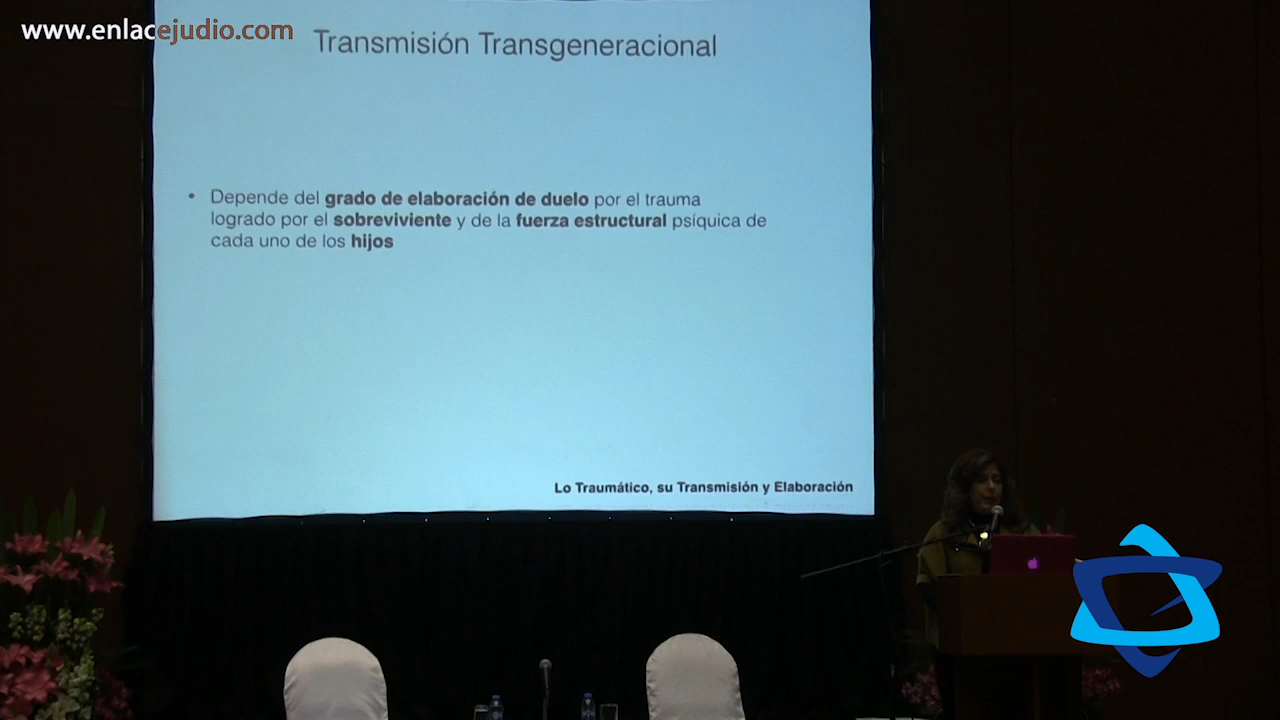 www.enlacejudio.com
Transmisión Transgeneracional
• Depende del grado de elaboración de duelo por el trauma
logrado por el sobreviviente y de la fuerza estructural psíquica de
cada uno de los hijos
Lo Traumático, su Transmisión y Elaboración